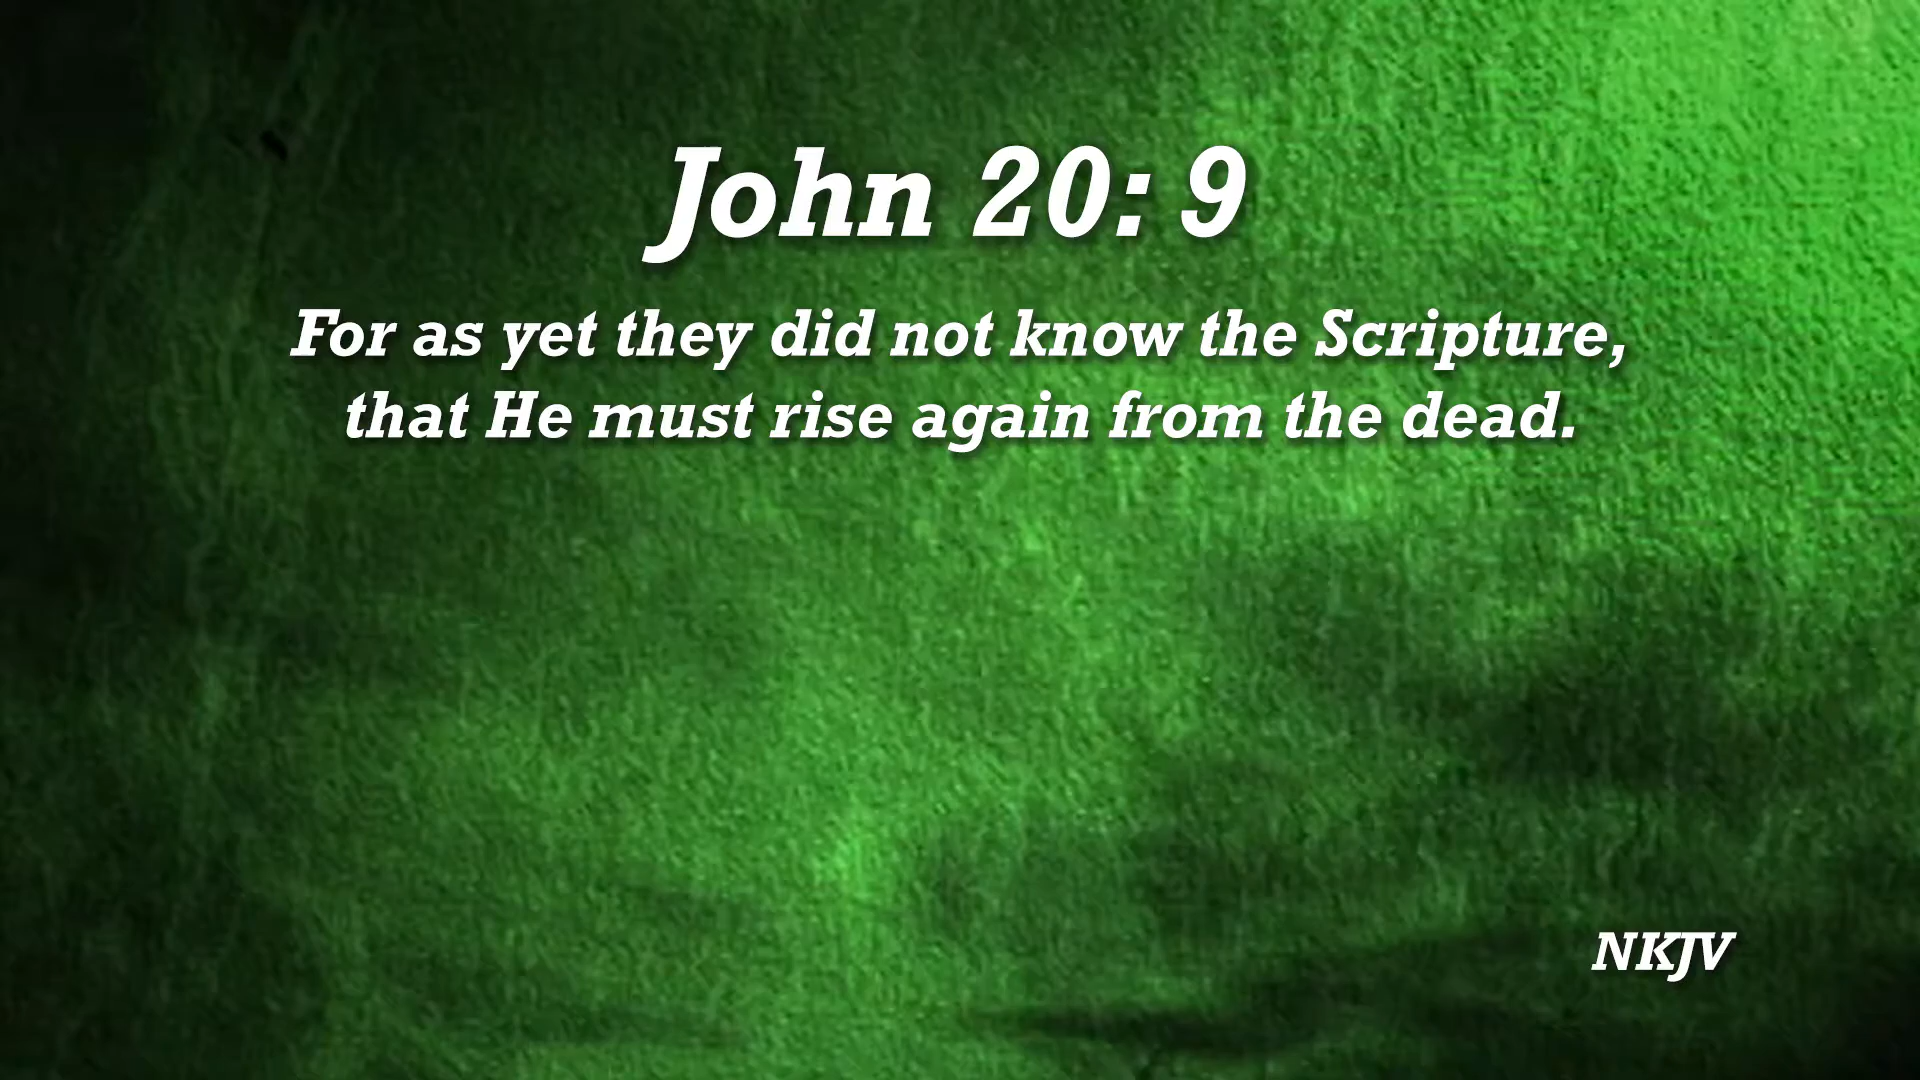 John 20: 9
For as yet they did not know the Scripture,
that He must rise again from the dead.
NKJV